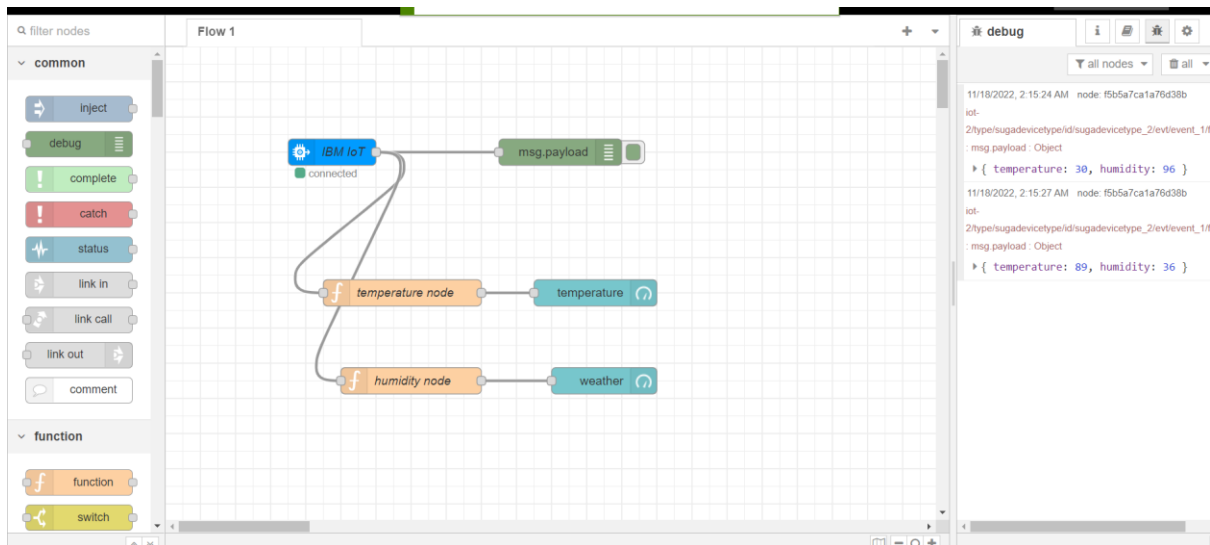 filter nodes
common
inject
debug
complete
catch
status
link in
link call
link out
comment
function
function
switch
Flow 1
IBM IoT
connected
msg.payload
temperature node
temperature
humidity node
weather
debug
all nodes
all
11/18/2022, 2:15:24 AM node: f5b5a7ca1a76d38b
iot-
2/type/sugadevicetype/id/sugadevicetype_2/evt/event_1/f
: msg.payload : Object
{ temperature: 30, humidity: 96 }
11/18/2022, 2:15:27 AM node: f5b5a7ca1a76d38b
iot-
2/type/sugadevicetype/id/sugadevicetype_2/evt/event_1/f
: msg.payload : Object
{ temperature: 89, humidity: 36 }